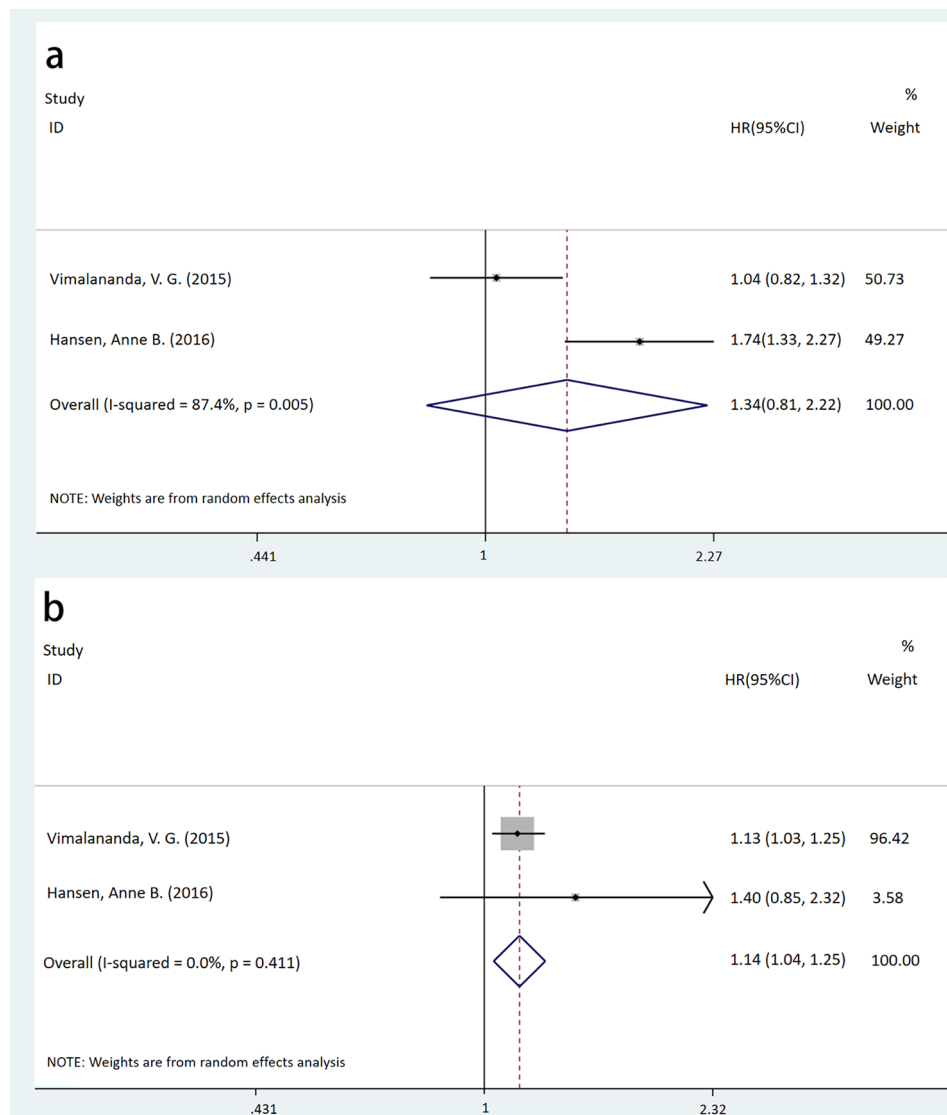 a
Study %
ID HR(95%CI) Weight
Vimalananda, V. G. (2015) 1.04 (0.82, 1.32) 50.73
Hansen, Anne B. (2016) 1.74(1.33, 2.27) 49.27
Overall (I-squared = 87.4%, p = 0.005) 1.34(0.81, 2.22) 100.00
NOTE: Weights are from random effects analysis
.441 1 2.27
b
Study %
ID HR(95%CI) Weight
Vimalananda, V. G. (2015) 1.13 (1.03, 1.25) 96.42
Hansen, Anne B. (2016) 1.40 (0.85, 2.32) 3.58
Overall (I-squared = 0.0%, p = 0.411) 1.14 (1.04, 1.25) 100.00
NOTE: Weights are from random effects analysis
.431 1 2.32